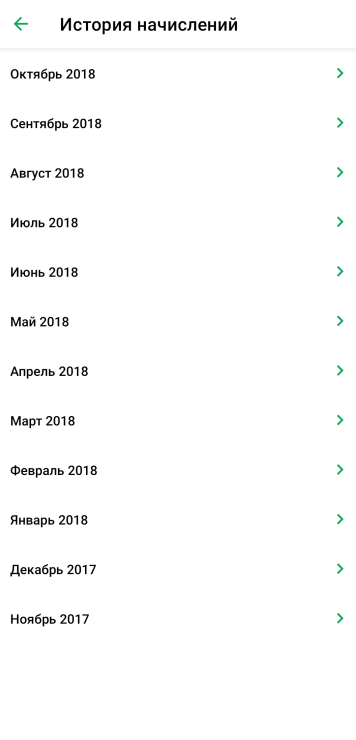 История начислений
Октябрь 2018
Сентябрь 2018
Август 2018
Июль 2018
Июнь 2018
Май 2018
Апрель 2018
Март 2018
Февраль 2018
Январь 2018
Декабрь 2017
Ноябрь 2017